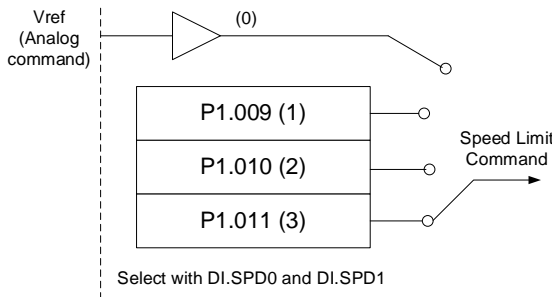 Vref
(Analog
command)
(0)
P1.009 (1)
P1.010 (2)
P1.011 (3)
Speed Limit
Command
Select with DI.SPD0 and DI.SPD1